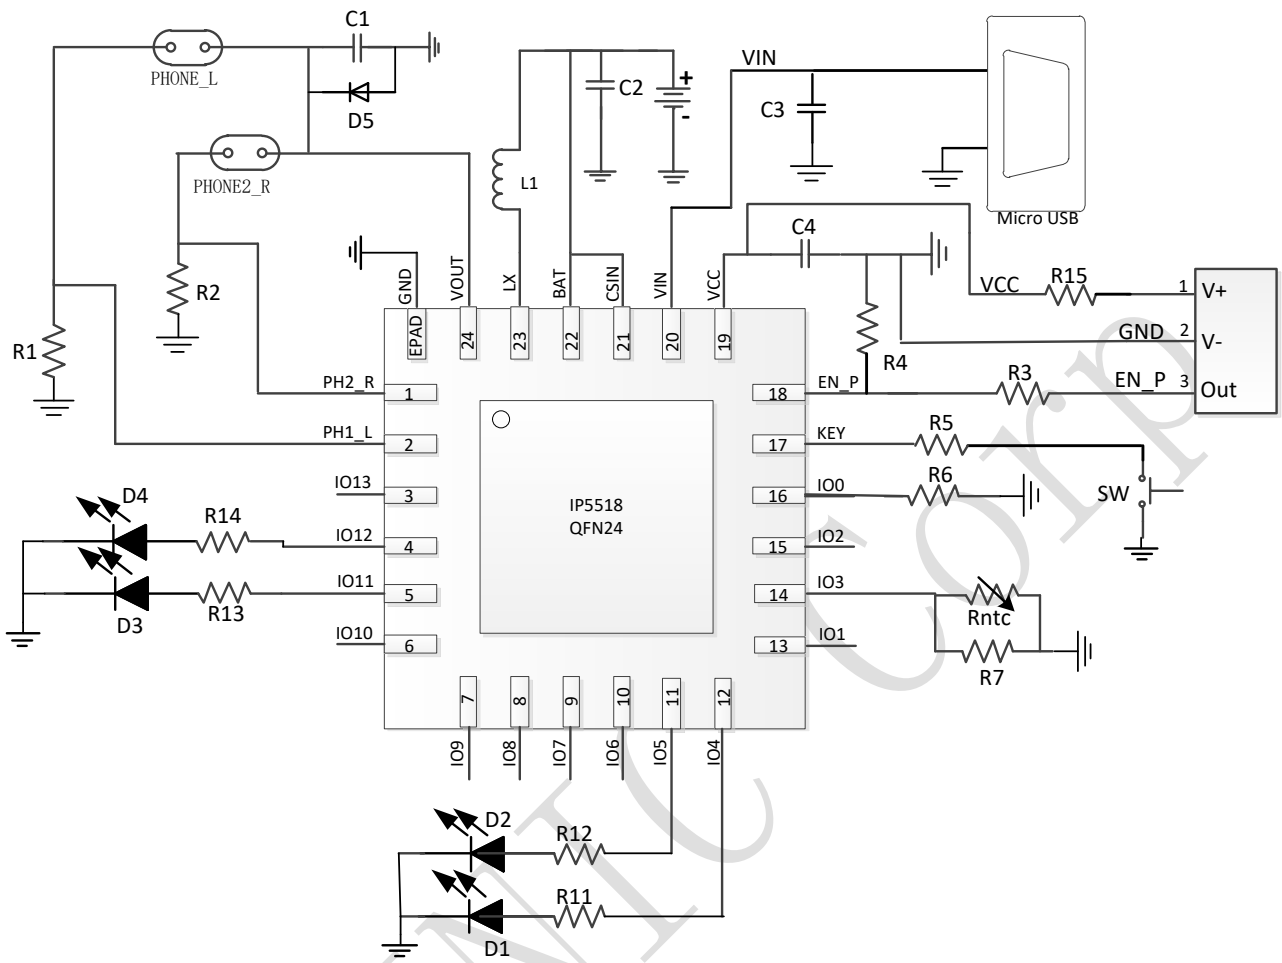 C1
PHONE_L
D5
PHONE2_R
R2
R1
L1
C2
+
-
VIN
C3
Micro USB
C4
VCC
R15
1
V+
GND
2
V-
R4
R3
EN_P
3
Out
GND
VOUT
LX
BAT
CSIN
VIN
VCC
EPAD
24
23
22
21
20
19
PH2_R
1
PH1_L
2
IO13
3
IO12
4
IO11
5
IO10
6
18
EN_P
17
KEY
16
IO0
15
IO2
14
IO3
13
IO1
IP5518
QFN24
R5
R6
SW
Rntc
R7
D4
R14
D3
R13
7
8
9
10
11
12
IO9
IO8
IO7
IO6
IO5
IO4
D2
R12
D1
R11
NIC Corp